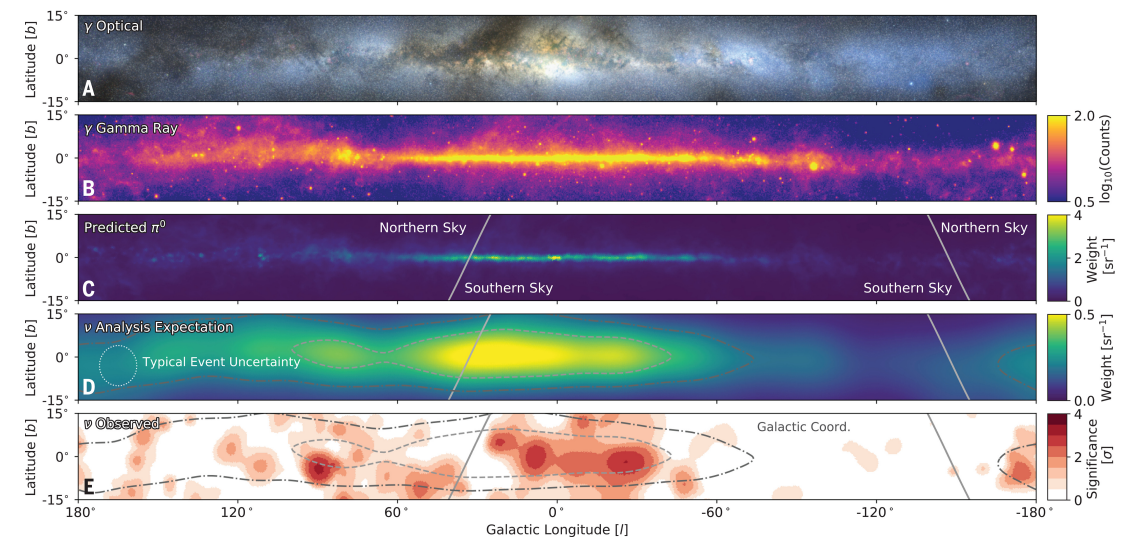 15°
γ Optical
Latitude [b]
0°
A
-15°
15°
γ Gamma Ray
Latitude [b]
0°
B
-15°
2.0
log₁₀(Counts)
0.5
15°
Predicted π⁰
Northern Sky
Northern Sky
Latitude [b]
0°
C
Southern Sky
Southern Sky
-15°
4
2
0
Weight
[sr⁻¹]
15°
ν Analysis Expectation
Latitude [b]
0°
Typical Event Uncertainty
D
-15°
0.5
0.0
Weight [sr⁻¹]
15°
ν Observed
Galactic Coord.
Latitude [b]
0°
E
-15°
4
2
0
Significance
[σ]
180 120 60 0 -60 -120 -180
Galactic Longitude [l]